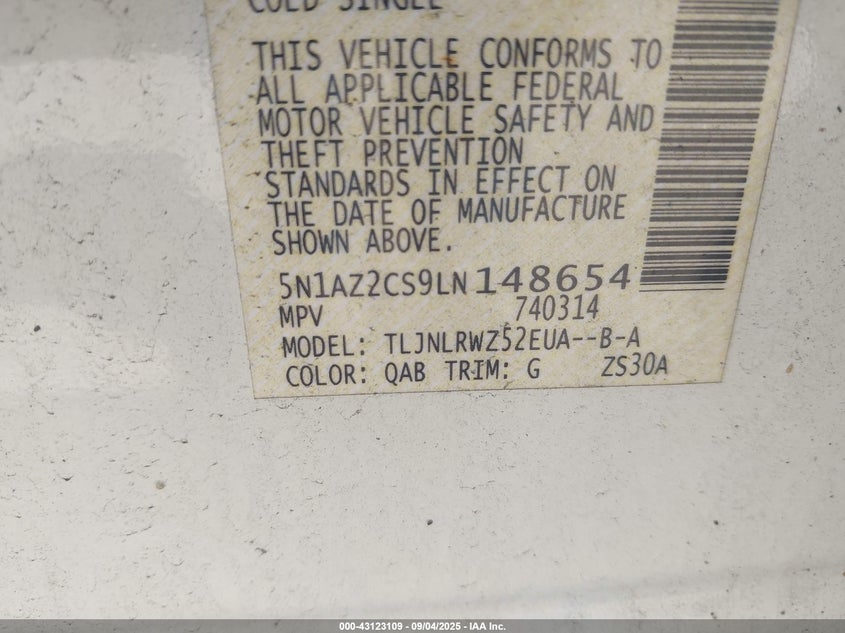 COLD SINGLE
THIS VEHICLE CONFORMS TO
ALL APPLICABLE FEDERAL
MOTOR VEHICLE SAFETY AND
THEFT PREVENTION
STANDARDS IN EFFECT ON
THE DATE OF MANUFACTURE
SHOWN ABOVE.
5N1AZ2CS9LN148654
MPV 740314
MODEL: TLJNLRWZ52EUA--B-A
COLOR: QAB TRIM: G ZS30A
000-43123109 - 09/04/2025 - IAA Inc.